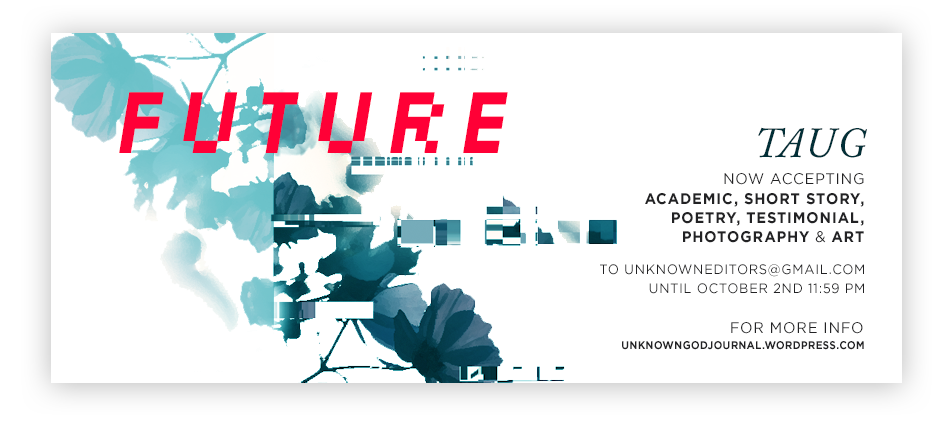 FUTURE
TAUG
NOW ACCEPTING
ACADEMIC, SHORT STORY,
POETRY, TESTIMONIAL,
PHOTOGRAPHY & ART
TO UNKNOWNEDITORS@GMAIL.COM
UNTIL OCTOBER 2ND 11:59 PM
FOR MORE INFO
UNKNOWNGODJOURNAL.WORDPRESS.COM